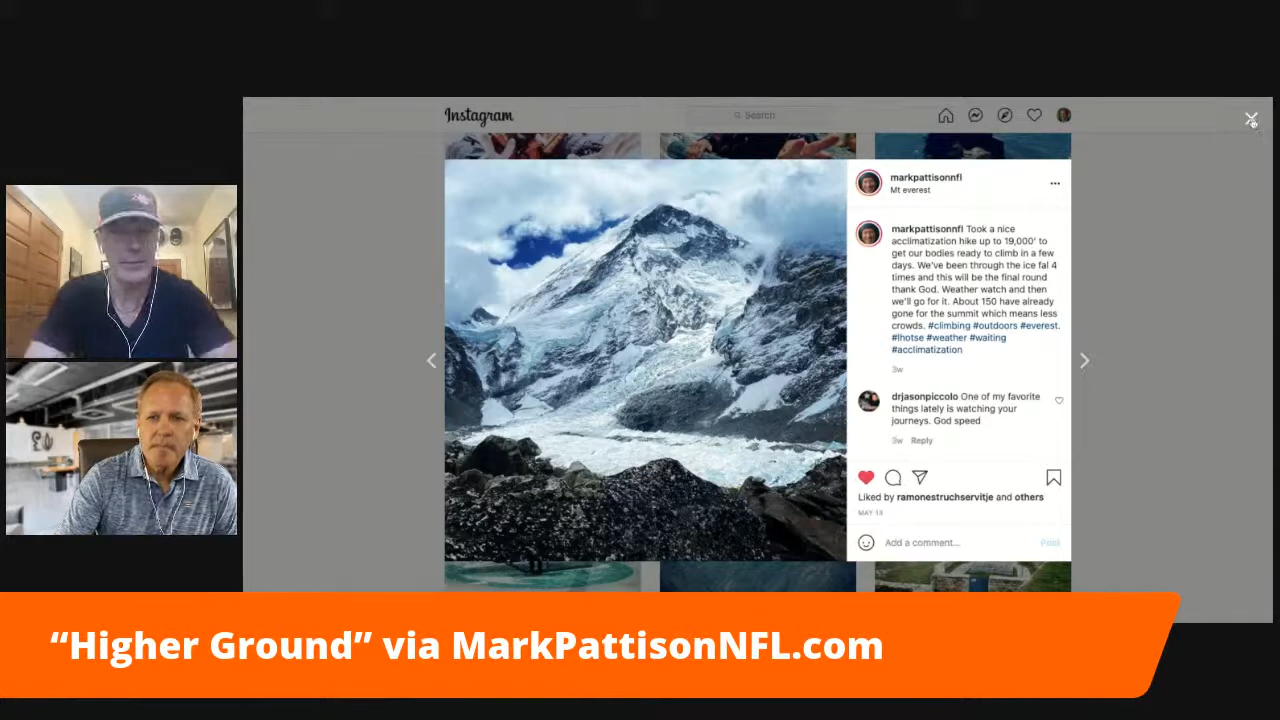 Instagram
Search
markpattisonnfl
Mt everest
markpattisonnfl Took a nice
acclimatization hike up to 19,000' to
get our bodies ready to climb in a few
days. We've been through the ice fal 4
times and this will be the final round
thank God. Weather watch and then
we'll go for it. About 150 have already
gone for the summit which means less
crowds. #climbing #outdoors #everest.
#lhotse #weather #waiting
#acclimatization
3w
drjasonpiccolo One of my favorite
things lately is watching your
journeys. God speed
3w Reply
Liked by ramonestruchservitje and others
MAY 13
Add a comment... Post
“Higher Ground” via MarkPattisonNFL.com